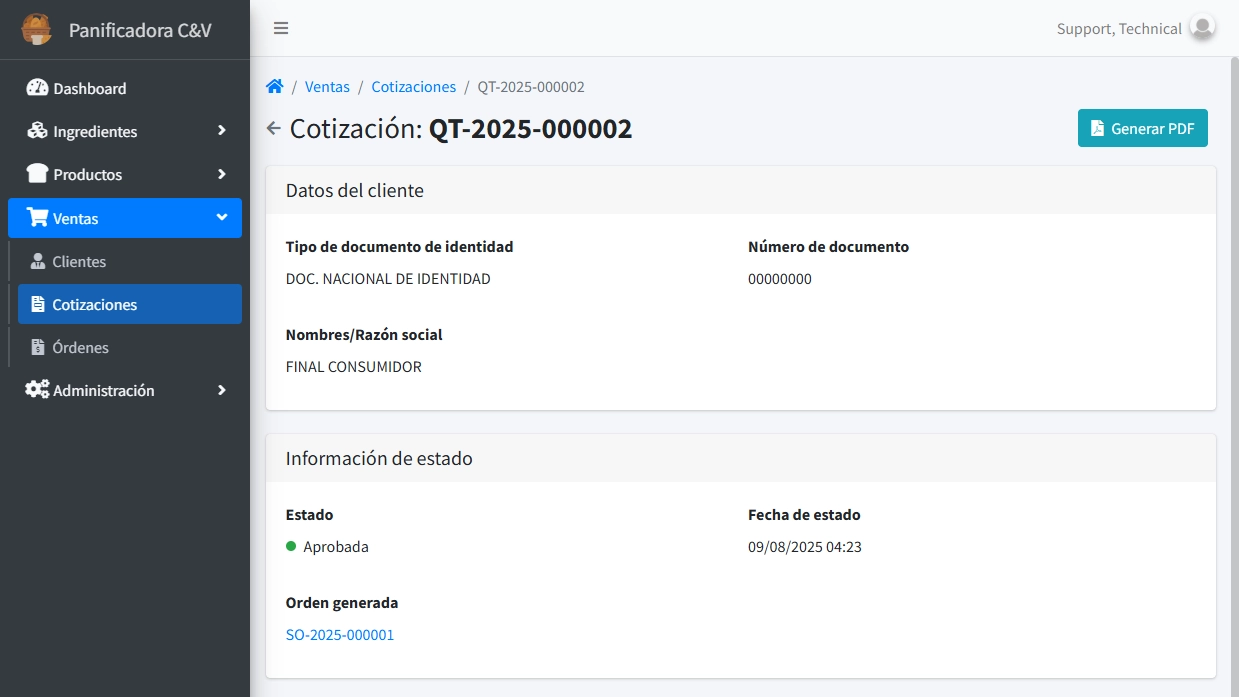 Panificadora C&V
Support, Technical
Dashboard
Ingredientes
Productos
Ventas
Clientes
Cotizaciones
Órdenes
Administración
/ Ventas / Cotizaciones / QT-2025-000002
Cotización: QT-2025-000002
Generar PDF
Datos del cliente
Tipo de documento de identidad
DOC. NACIONAL DE IDENTIDAD
Número de documento
00000000
Nombres/Razón social
FINAL CONSUMIDOR
Información de estado
Estado
Aprobada
Fecha de estado
09/08/2025 04:23
Orden generada
SO-2025-000001